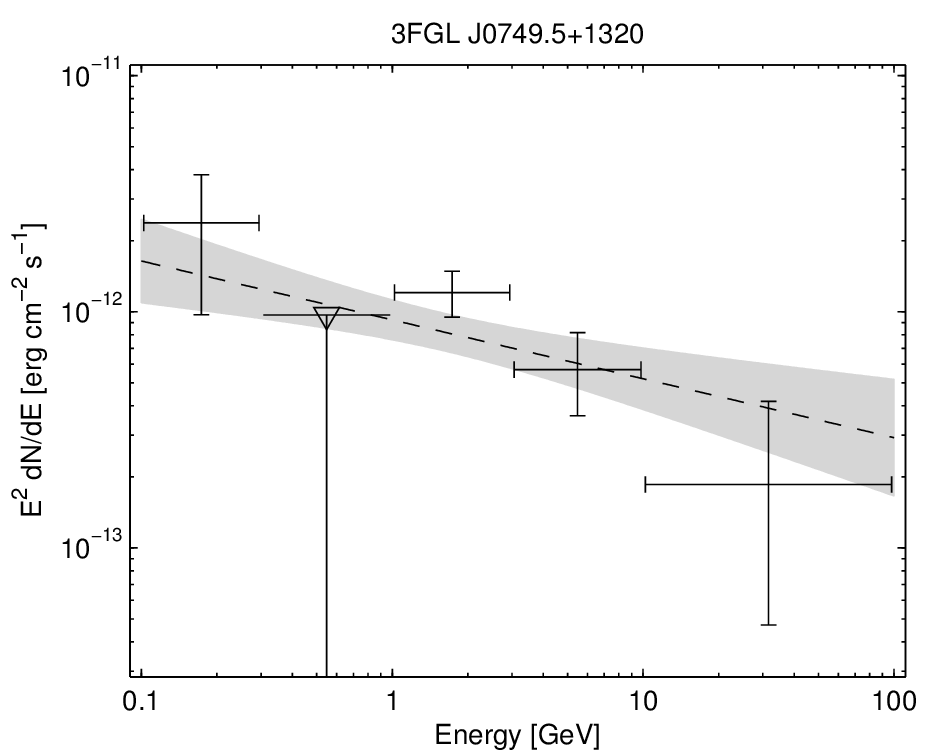 3FGL J0749.5+1320
10⁻¹¹
10⁻¹²
10⁻¹³
E² dN/dE [erg cm⁻² s⁻¹]
0.1 1 10 100
Energy [GeV]